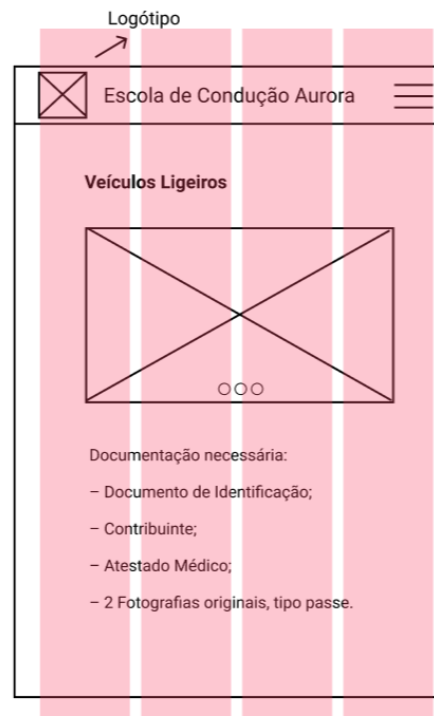 Logótipo
Escola de Condução Aurora
Veículos Ligeiros
Documentação necessária:
– Documento de Identificação;
– Contribuinte;
– Atestado Médico;
– 2 Fotografias originais, tipo passe.